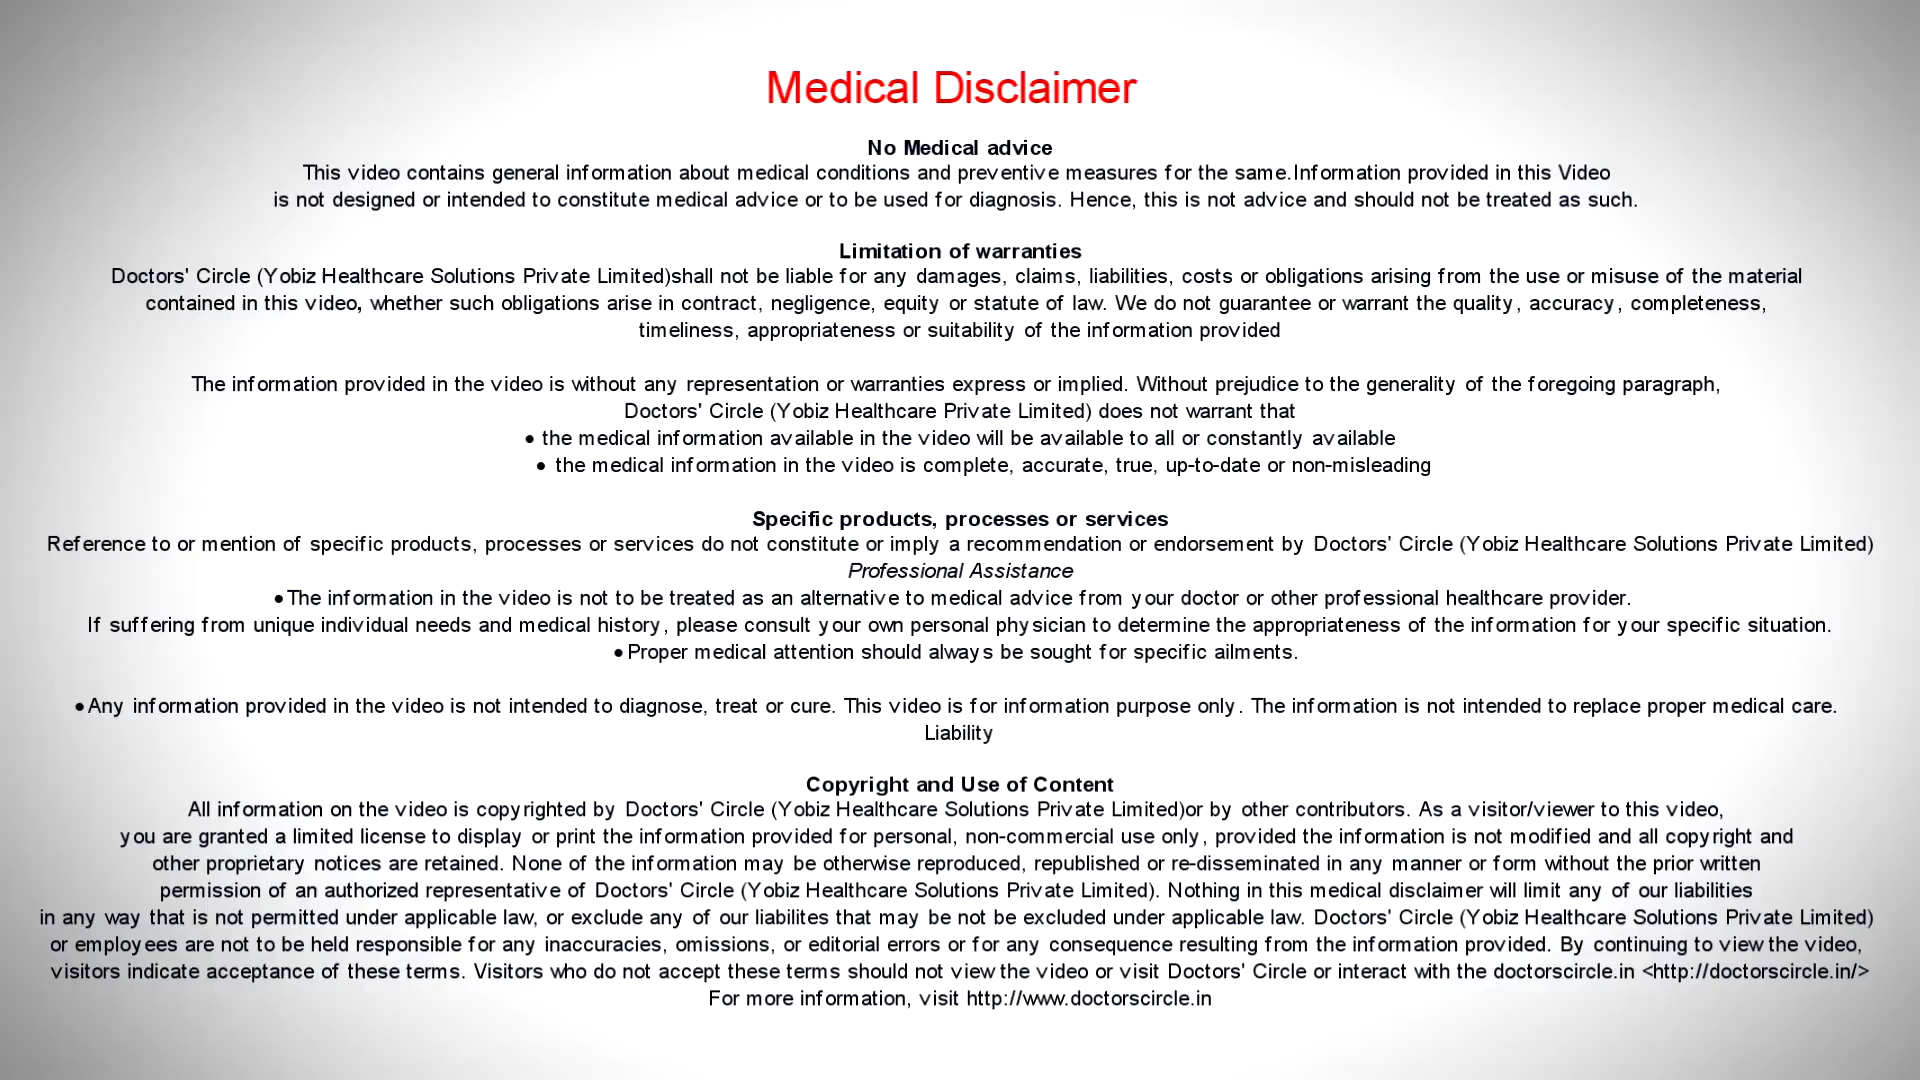 Medical Disclaimer
No Medical advice
This video contains general information about medical conditions and preventive measures for the same.Information provided in this Video
is not designed or intended to constitute medical advice or to be used for diagnosis. Hence, this is not advice and should not be treated as such.
Limitation of warranties
Doctors' Circle (Yobiz Healthcare Solutions Private Limited)shall not be liable for any damages, claims, liabilities, costs or obligations arising from the use or misuse of the material
contained in this video, whether such obligations arise in contract, negligence, equity or statute of law. We do not guarantee or warrant the quality, accuracy, completeness,
timeliness, appropriateness or suitability of the information provided
The information provided in the video is without any representation or warranties express or implied. Without prejudice to the generality of the foregoing paragraph,
Doctors' Circle (Yobiz Healthcare Private Limited) does not warrant that
• the medical information available in the video will be available to all or constantly available
• the medical information in the video is complete, accurate, true, up-to-date or non-misleading
Specific products, processes or services
Reference to or mention of specific products, processes or services do not constitute or imply a recommendation or endorsement by Doctors' Circle (Yobiz Healthcare Solutions Private Limited)
Professional Assistance
•The information in the video is not to be treated as an alternative to medical advice from your doctor or other professional healthcare provider.
If suffering from unique individual needs and medical history, please consult your own personal physician to determine the appropriateness of the information for your specific situation.
•Proper medical attention should always be sought for specific ailments.
•Any information provided in the video is not intended to diagnose, treat or cure. This video is for information purpose only. The information is not intended to replace proper medical care.
Liability
Copyright and Use of Content
All information on the video is copyrighted by Doctors' Circle (Yobiz Healthcare Solutions Private Limited)or by other contributors. As a visitor/viewer to this video,
you are granted a limited license to display or print the information provided for personal, non-commercial use only, provided the information is not modified and all copyright and
other proprietary notices are retained. None of the information may be otherwise reproduced, republished or re-disseminated in any manner or form without the prior written
permission of an authorized representative of Doctors' Circle (Yobiz Healthcare Solutions Private Limited). Nothing in this medical disclaimer will limit any of our liabilities
in any way that is not permitted under applicable law, or exclude any of our liabilites that may be not be excluded under applicable law. Doctors' Circle (Yobiz Healthcare Solutions Private Limited)
or employees are not to be held responsible for any inaccuracies, omissions, or editorial errors or for any consequence resulting from the information provided. By continuing to view the video,
visitors indicate acceptance of these terms. Visitors who do not accept these terms should not view the video or visit Doctors' Circle or interact with the doctorscircle.in <http://doctorscircle.in/>
For more information, visit http://www.doctorscircle.in